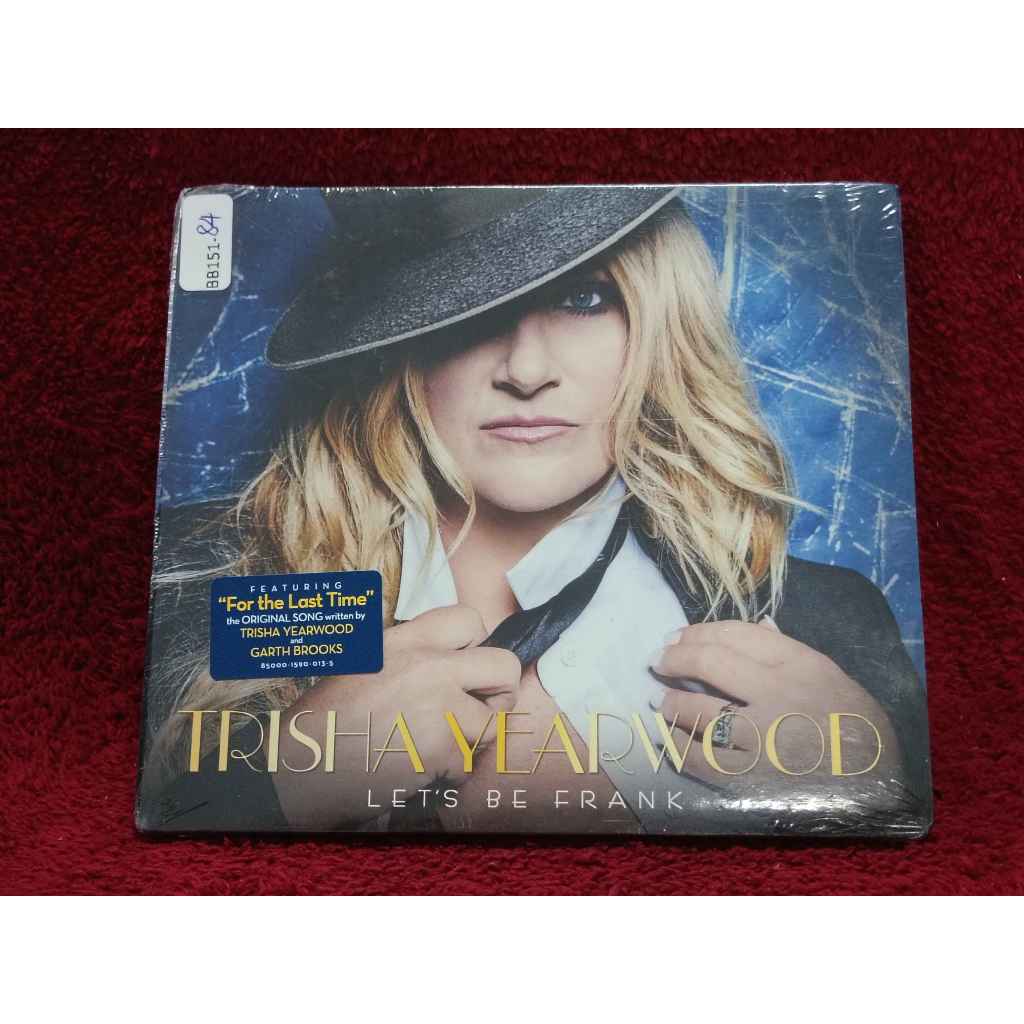 BB151-84
FEATURING
"For the Last Time"
the ORIGINAL SONG written by
TRISHA YEARWOOD
and
GARTH BROOKS
85000-1590-013-5
TRISHA YEARWOOD
LET'S BE FRANK